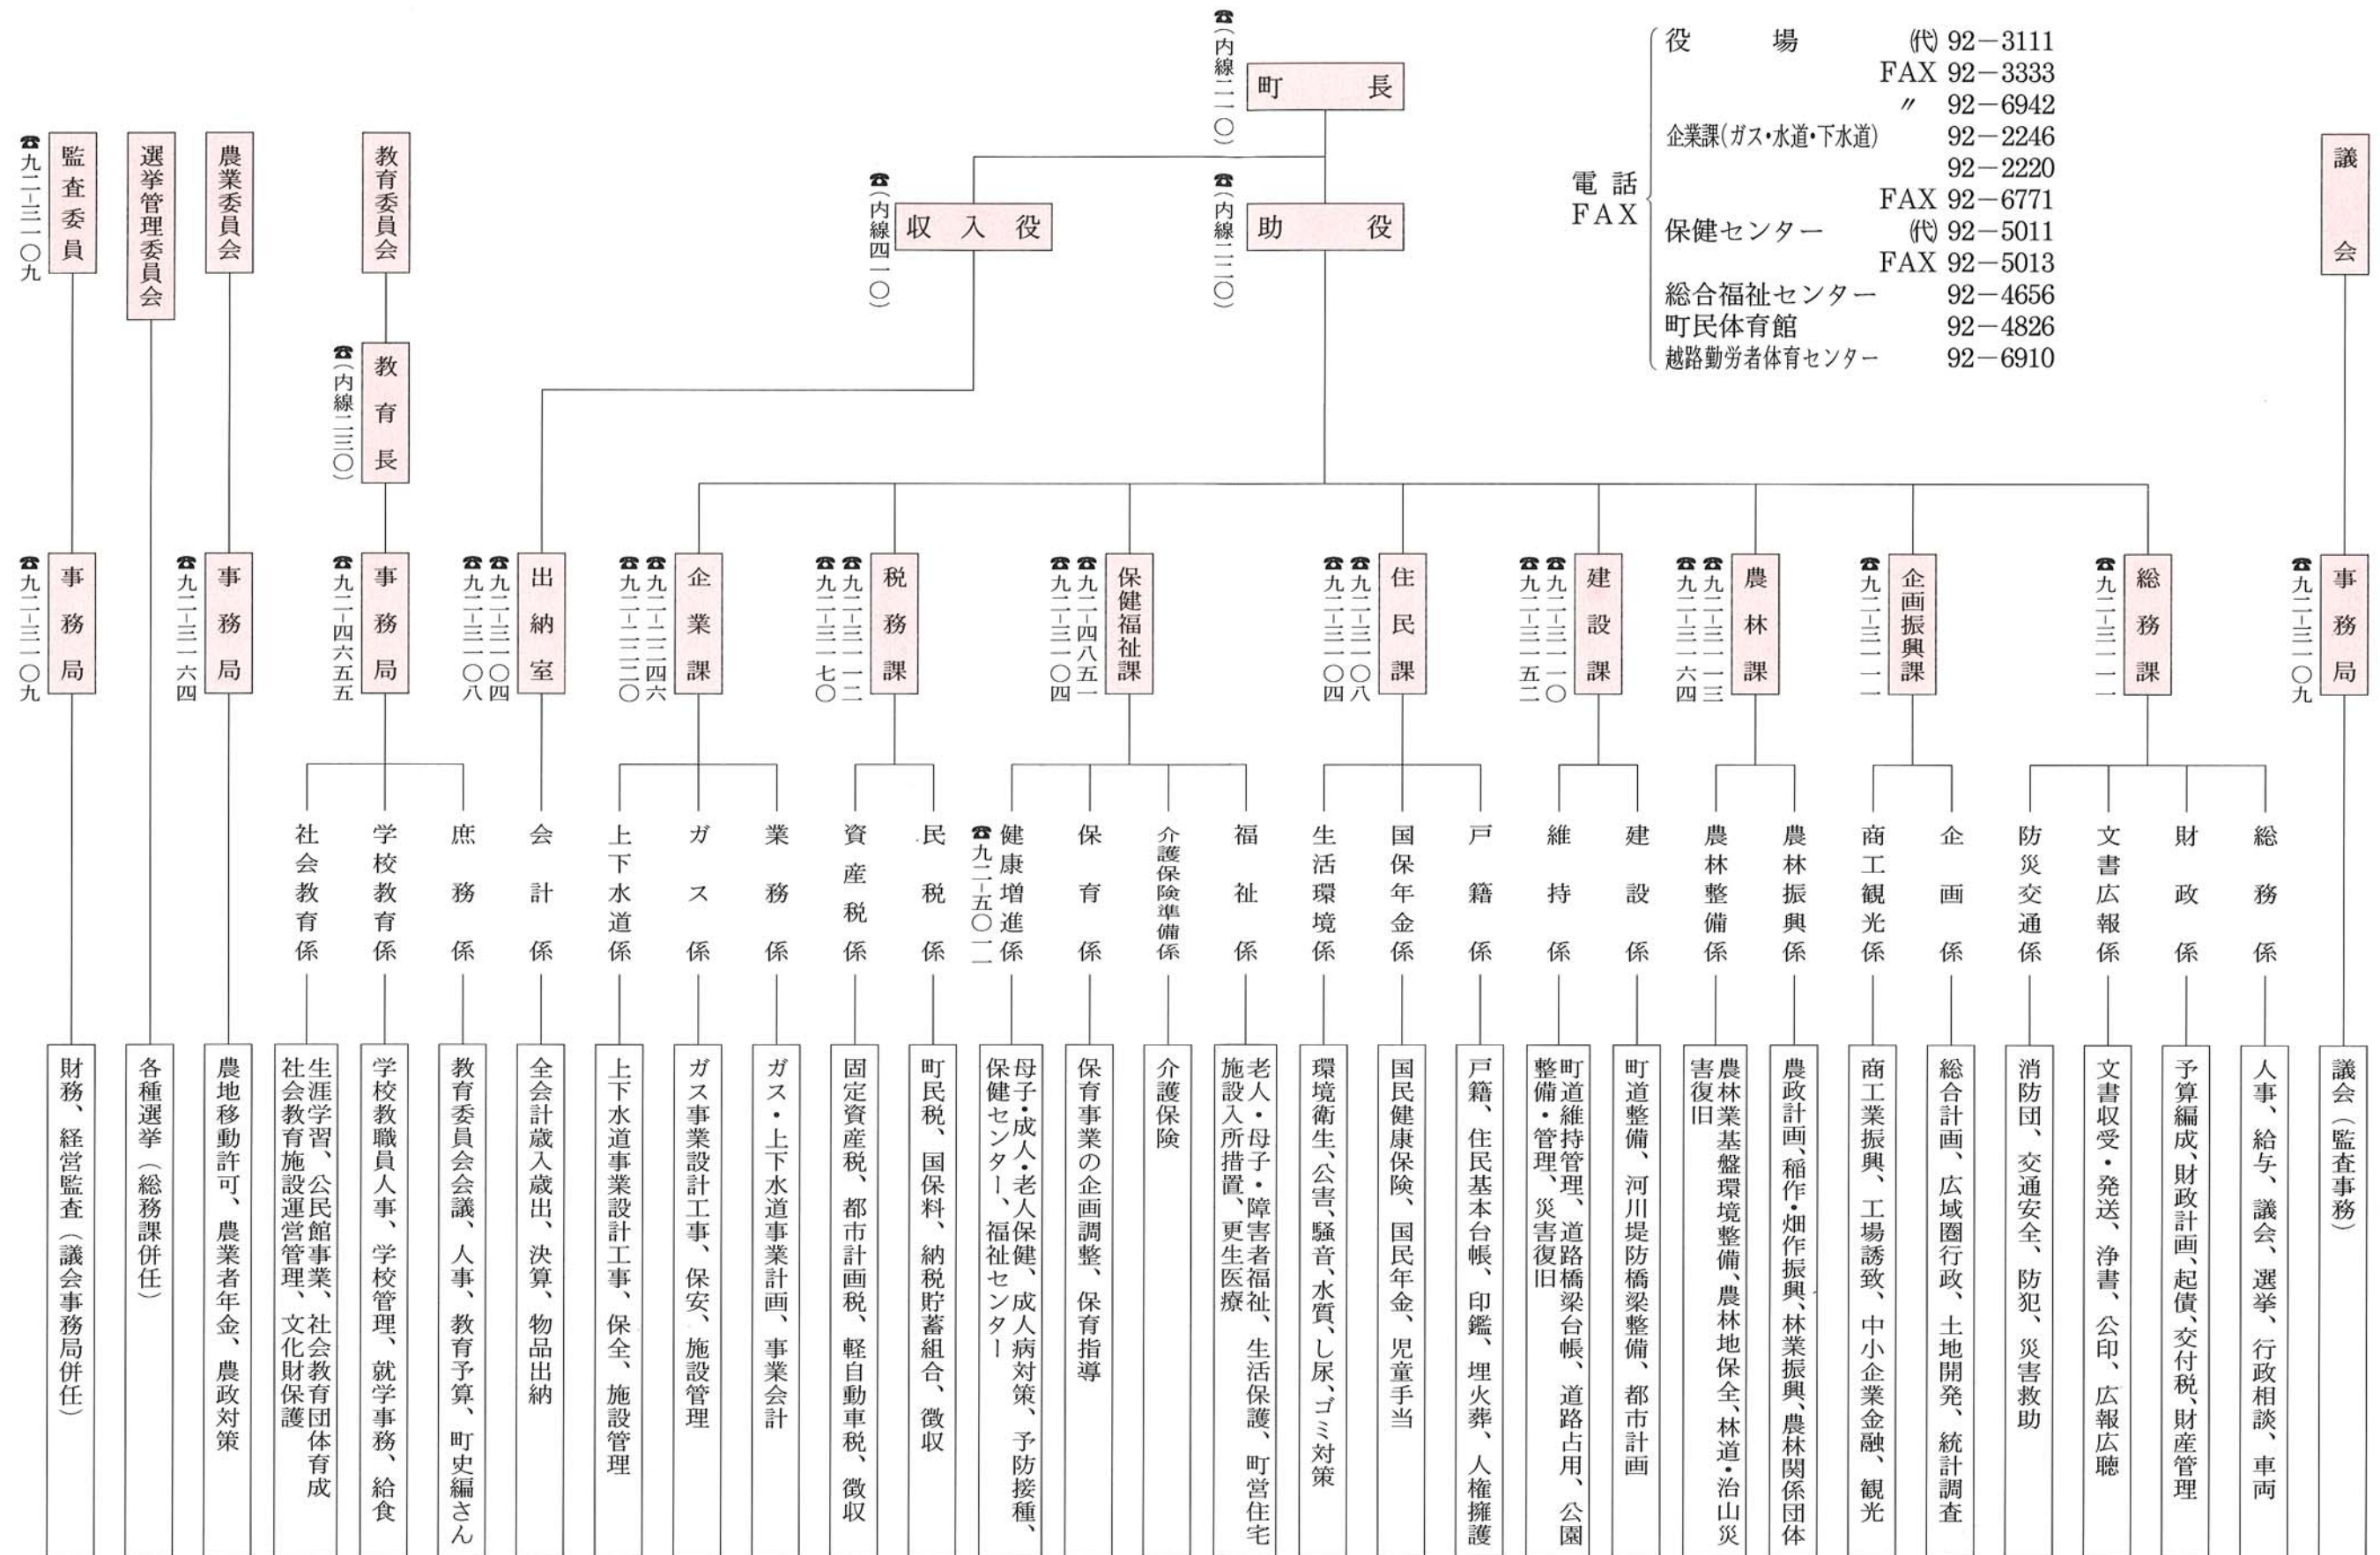 町長
☎(内線二一〇)
助役
☎(内線二二〇)
収入役
☎(内線四一〇)
電話
FAX
役場 (代) 92－3111
FAX 92－3333
〃 92－6942
企業課(ガス・水道・下水道) 92－2246
92－2220
FAX 92－6771
保健センター (代) 92－5011
FAX 92－5013
総合福祉センター 92－4656
町民体育館 92－4826
越路勤労者体育センター 92－6910
議会
事務局
☎九二－三一〇九
議会（監査事務）
総務課
☎九二－三一一一
総務係
人事、給与、議会、選挙、行政相談、車両
財政係
予算編成、財政計画、起債、交付税、財産管理
文書広報係
文書収受・発送、浄書、公印、広報広聴
防災交通係
消防団、交通安全、防犯、災害救助
企画振興課
☎九二－三一一一
企画係
総合計画、広域圏行政、土地開発、統計調査
商工観光係
商工業振興、工場誘致、中小企業金融、観光
農林課
☎九二－三一一三
☎九二－三一六四
農林振興係
農政計画、稲作・畑作振興、林業振興、農林関係団体
農林整備係
農林業基盤環境整備、農林地保全、林道・治山災
害復旧
建設課
☎九二－三一一〇
☎九二－三一五二
建設係
町道整備、河川堤防橋梁整備、都市計画
維持係
町道維持管理、道路橋梁台帳、道路占用、公園
整備・管理、災害復旧
住民課
☎九二－三一〇八
☎九二－三一〇四
戸籍係
戸籍、住民基本台帳、印鑑、埋火葬、人権擁護
国保年金係
国民健康保険、国民年金、児童手当
生活環境係
環境衛生、公害、騒音、水質、し尿、ゴミ対策
保健福祉課
☎九二－四八五一
☎九二－三一〇四
福祉係
老人・母子・障害者福祉、生活保護、町営住宅
施設入所措置、更生医療
介護保険準備係
介護保険
保育係
保育事業の企画調整、保育指導
健康増進係
☎九二－五〇一一
母子・成人・老人保健、成人病対策、予防接種、
保健センター、福祉センター
税務課
☎九二－三一一二
☎九二－三一七〇
町民税係
町民税、国保料、納税貯蓄組合、徴収
資産税係
固定資産税、都市計画税、軽自動車税、徴収
企業課
☎九二－二二四六
☎九二－二二二〇
業務係
ガス・上下水道事業計画、事業会計
ガス係
ガス事業設計工事、保安、施設管理
上下水道係
上下水道事業設計工事、保全、施設管理
出納室
☎九二－三一〇四
☎九二－三一〇八
会計係
全会計歳入歳出、決算、物品出納
教育委員会
教育長
☎(内線二三〇)
事務局
☎九二－四六五五
庶務係
教育委員会会議、人事、教育予算、町史編さん
学校教育係
学校教職員人事、学校管理、就学事務、給食
社会教育係
生涯学習、公民館事業、社会教育団体育成
社会教育施設運営管理、文化財保護
農業委員会
事務局
☎九二－三一六四
農地移動許可、農業者年金、農政対策
選挙管理委員会
各種選挙（総務課併任）
監査委員
☎九二－三一〇九
事務局
☎九二－三一〇九
財務、経営監査（議会事務局併任）